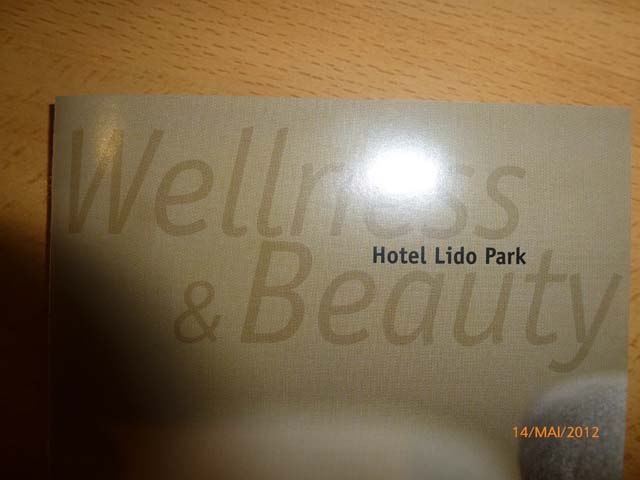 Wellness
Hotel Lido Park
& Beauty
14/MAI/2012